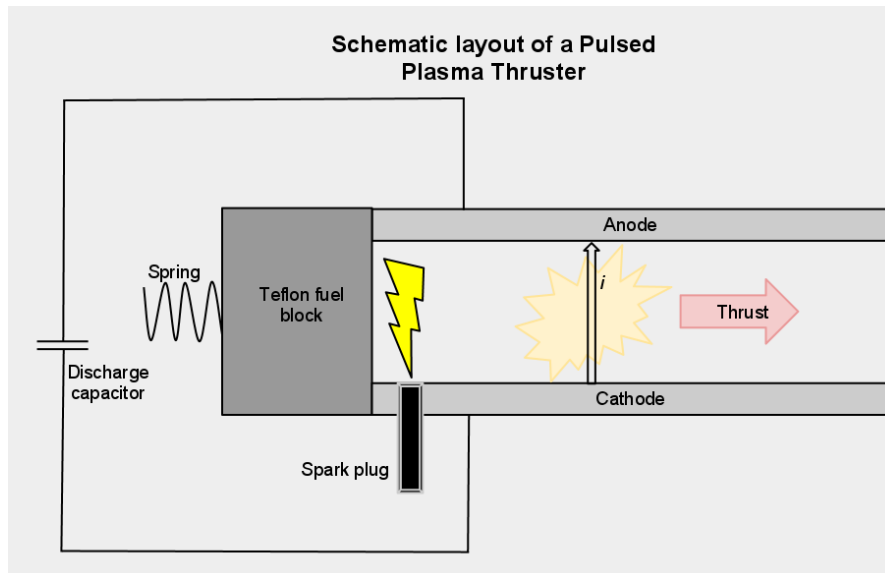 Schematic layout of a Pulsed
Plasma Thruster
Anode
Spring
i
Teflon fuel
block
Thrust
Discharge
capacitor
Cathode
Spark plug